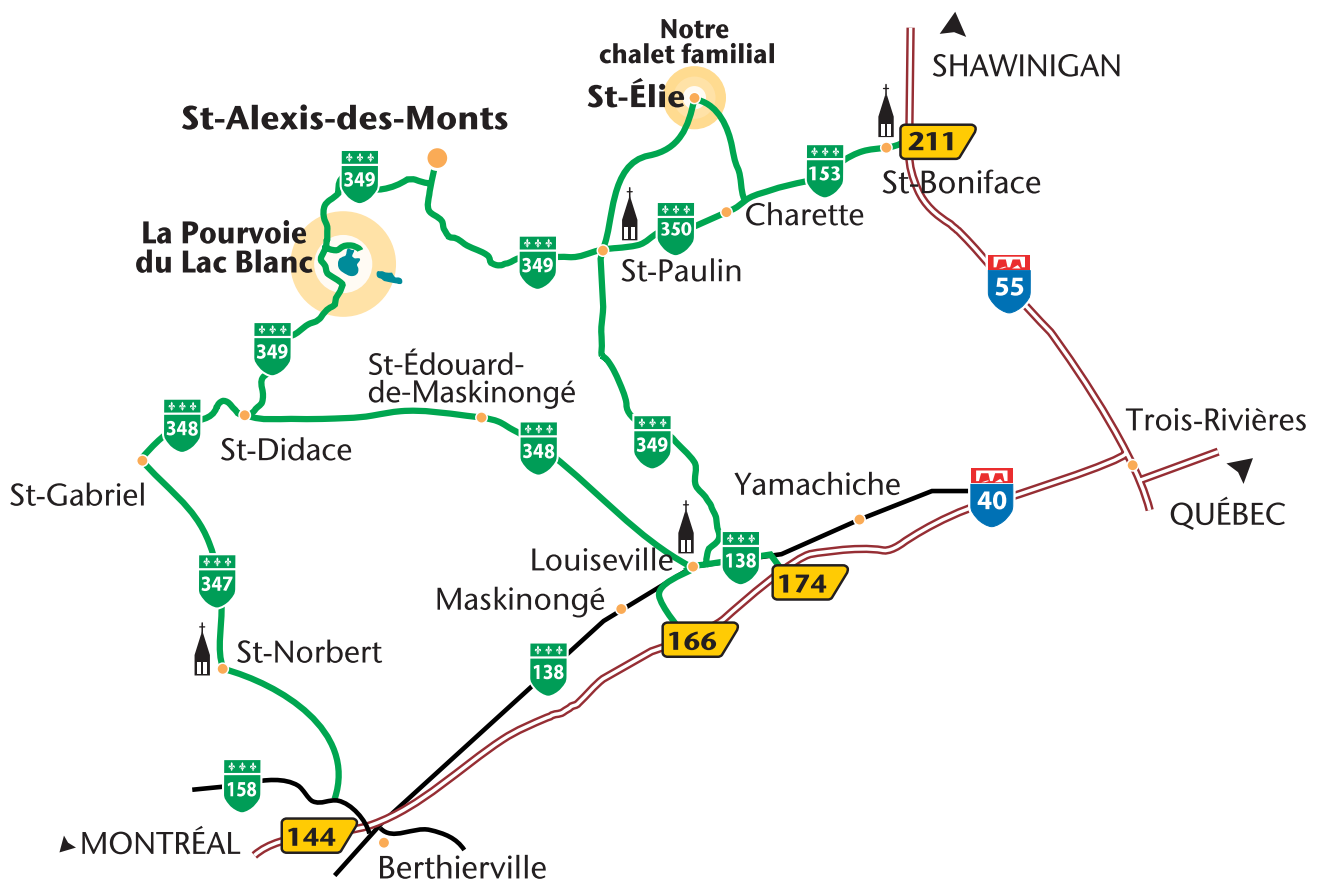 Notre
chalet familial
SHAWINIGAN
St-Élie
St-Alexis-des-Monts
211
349
153
St-Boniface
Charette
350
La Pourvoie
du Lac Blanc
349
St-Paulin
55
349
St-Édouard-
de-Maskinongé
348
St-Didace
348
349
Trois-Rivières
St-Gabriel
Yamachiche
40
QUÉBEC
Louiseville
138
174
347
Maskinongé
166
St-Norbert
138
158
144
MONTRÉAL
Berthierville